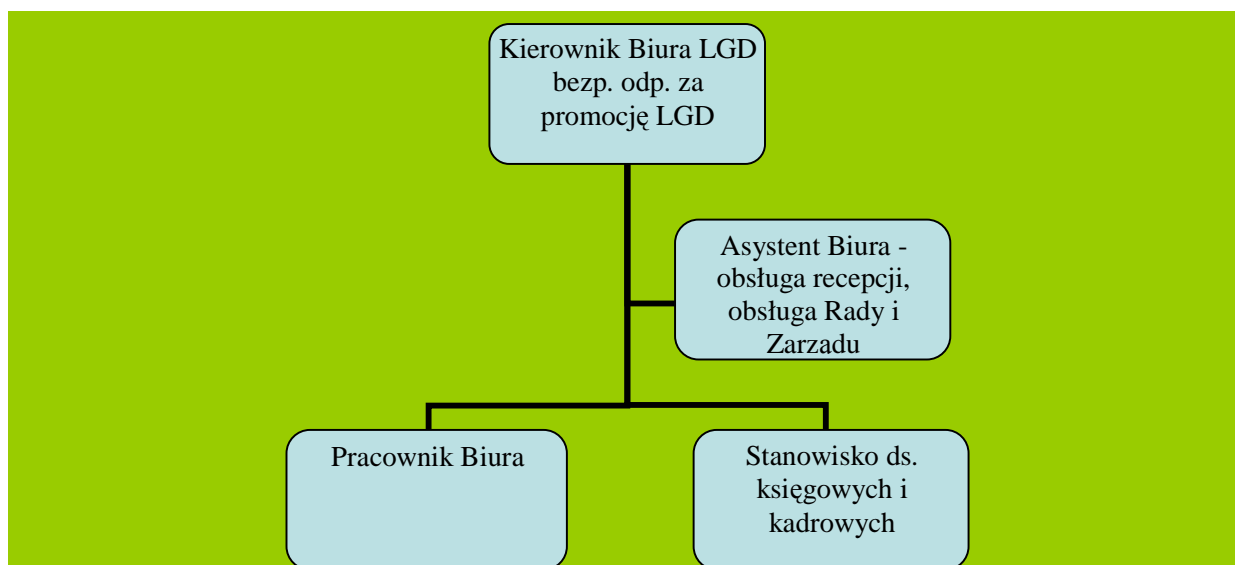 Kierownik Biura LGD
bezp. odp. za
promocję LGD
Asystent Biura -
obsługa recepcji,
obsługa Rady i
Zarzadu
Pracownik Biura
Stanowisko ds.
księgowych i
kadrowych